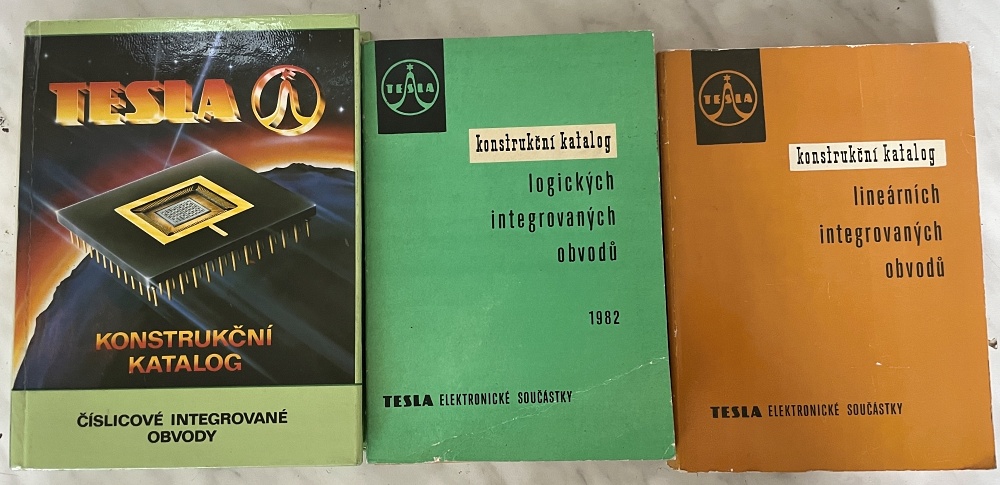 TESLA
KONSTRUKČNÍ
KATALOG
ČÍSLICOVÉ INTEGROVANÉ
OBVODY
TESLA
konstrukční katalog
logických
integrovaných
obvodů
1982
TESLA ELEKTRONICKÉ SOUČÁSTKY
TESLA
konstrukční katalog
lineárních
integrovaných
obvodů
TESLA ELEKTRONICKÉ SOUČÁSTKY